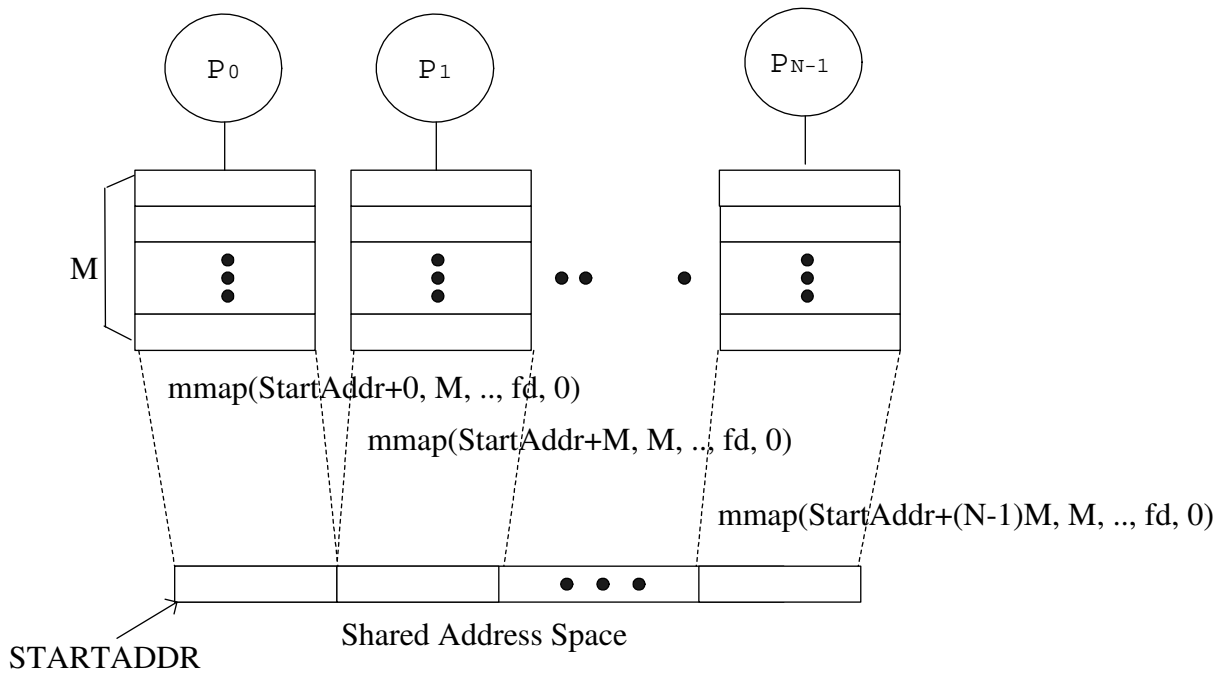 P0
P1
PN-1
M
mmap(StartAddr+0, M, .., fd, 0)
mmap(StartAddr+M, M, .., fd, 0)
mmap(StartAddr+(N-1)M, M, .., fd, 0)
Shared Address Space
STARTADDR